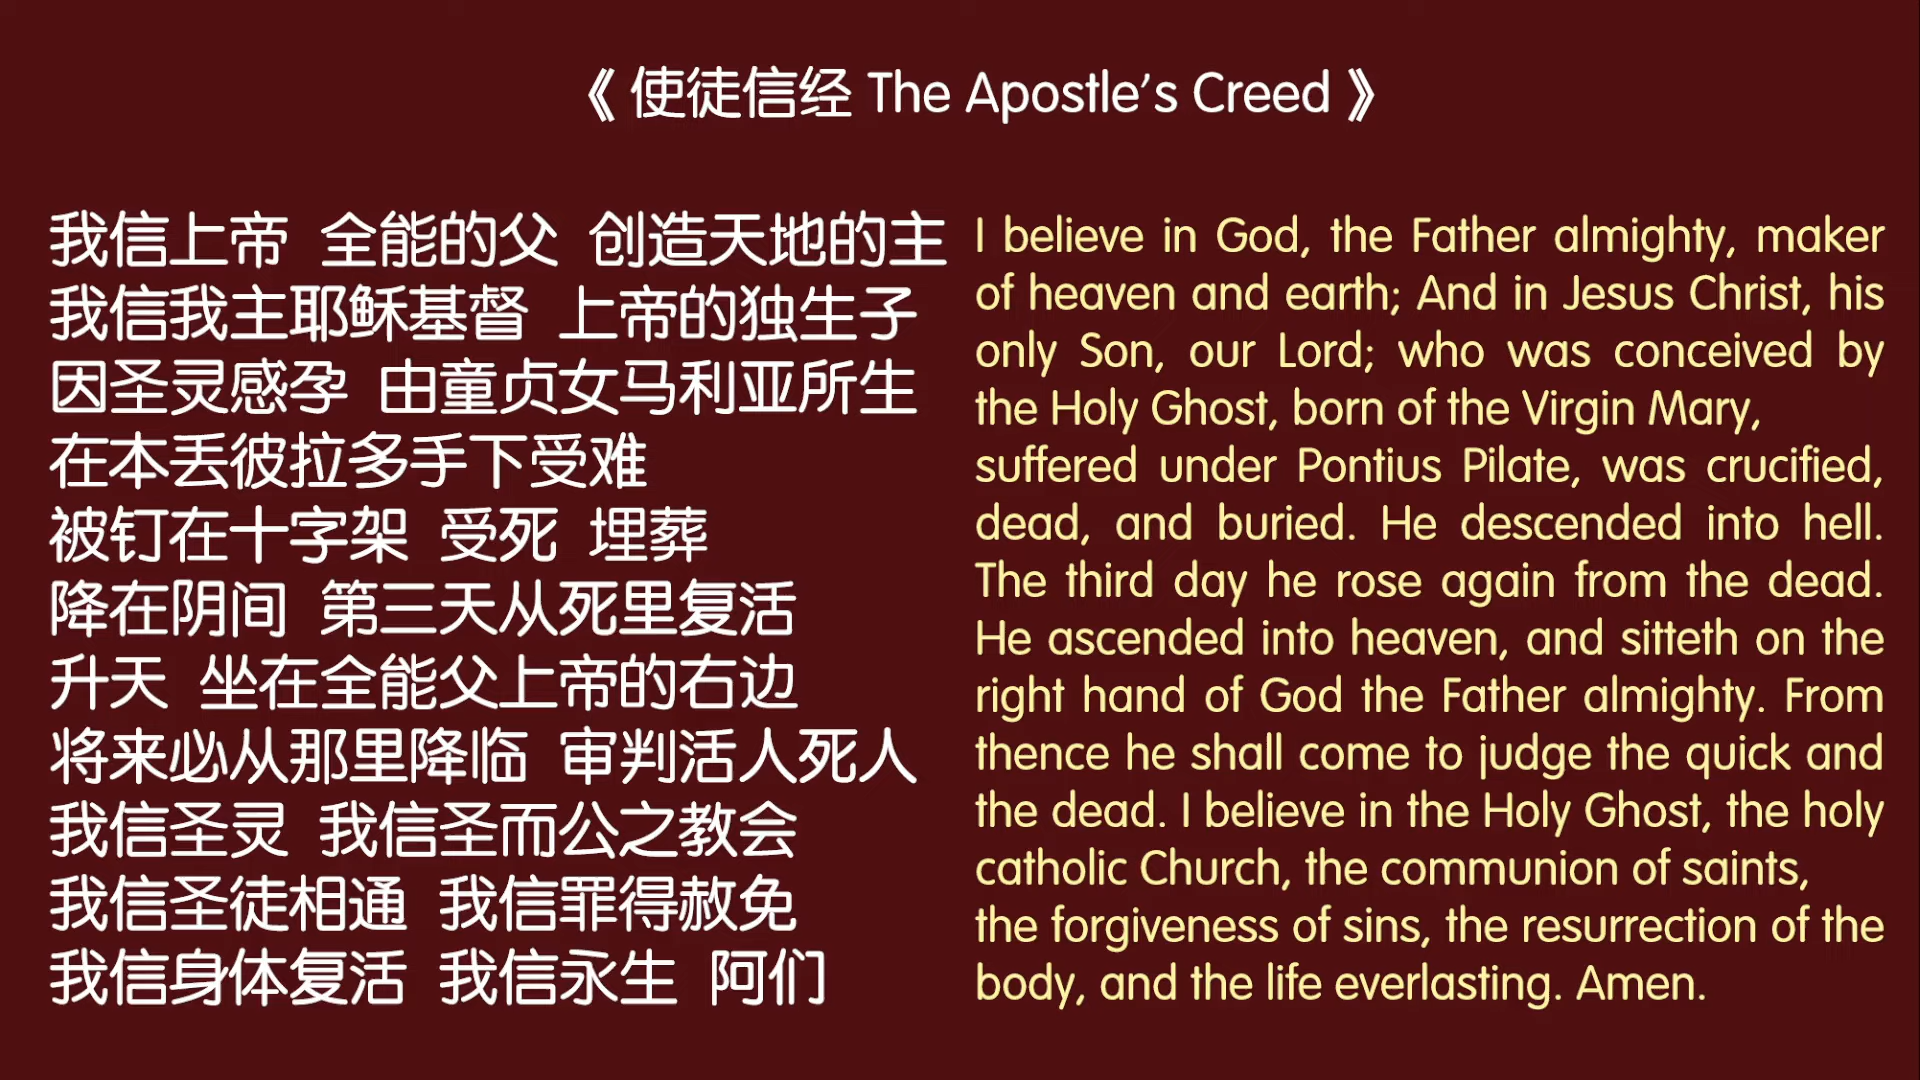 《 使徒信经 The Apostle’s Creed 》
我信上帝 全能的父 创造天地的主
我信我主耶稣基督 上帝的独生子
因圣灵感孕 由童贞女马利亚所生
在本丢彼拉多手下受难
被钉在十字架 受死 埋葬
降在阴间 第三天从死里复活
升天 坐在全能父上帝的右边
将来必从那里降临 审判活人死人
我信圣灵 我信圣而公之教会
我信圣徒相通 我信罪得赦免
我信身体复活 我信永生 阿们
I believe in God, the Father almighty, maker
of heaven and earth; And in Jesus Christ, his
only Son, our Lord; who was conceived by
the Holy Ghost, born of the Virgin Mary,
suffered under Pontius Pilate, was crucified,
dead, and buried. He descended into hell.
The third day he rose again from the dead.
He ascended into heaven, and sitteth on the
right hand of God the Father almighty. From
thence he shall come to judge the quick and
the dead. I believe in the Holy Ghost, the holy
catholic Church, the communion of saints,
the forgiveness of sins, the resurrection of the
body, and the life everlasting. Amen.